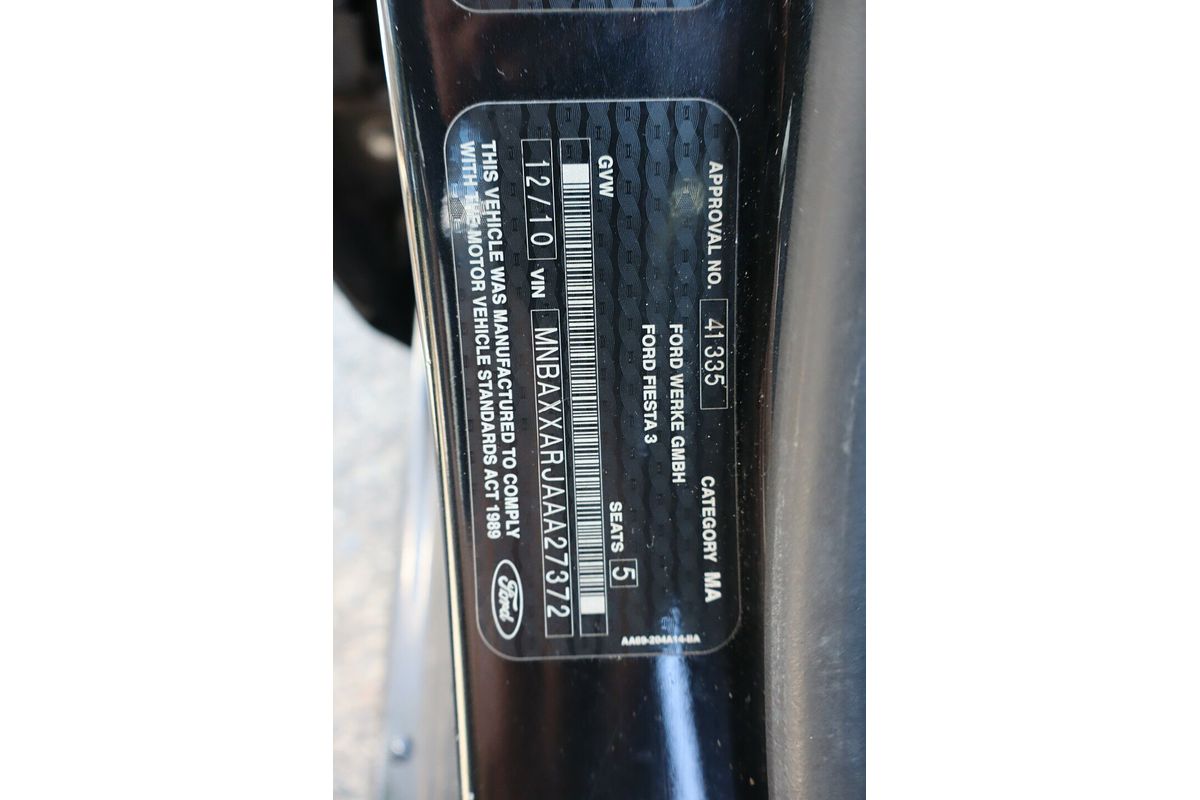 APPROVAL NO. 41335 CATEGORY MA
FORD WERKE GMBH
FORD FIESTA 3
GVW SEATS 5
12/10 VIN MNBAXXARJAAA27372
THIS VEHICLE WAS MANUFACTURED TO COMPLY
WITH THE MOTOR VEHICLE STANDARDS ACT 1989
Ford
AA69-204A14-BA